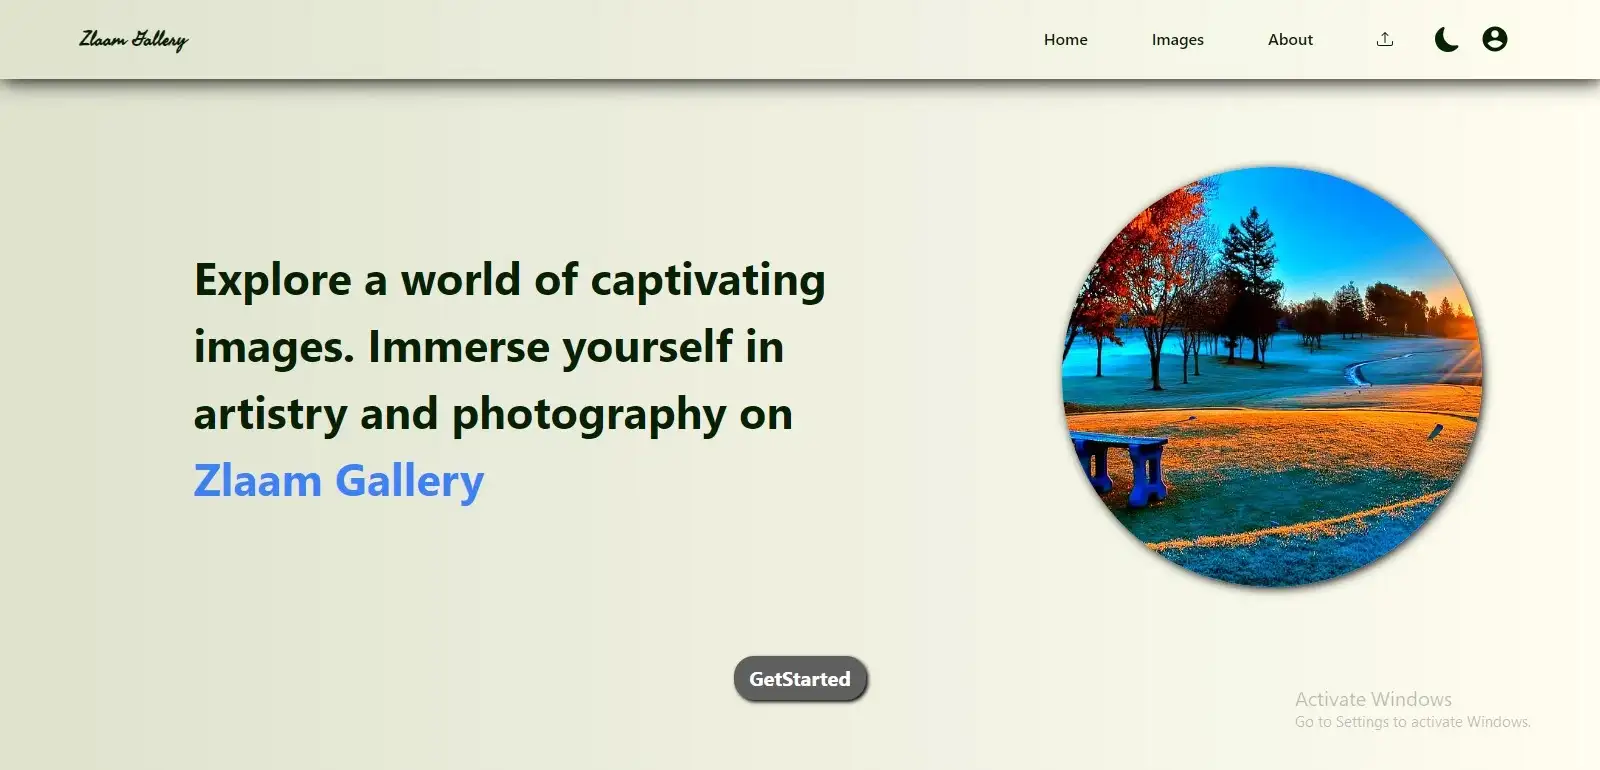 Zlaam Gallery
Home Images About
Explore a world of captivating
images. Immerse yourself in
artistry and photography on
Zlaam Gallery
GetStarted
Activate Windows
Go to Settings to activate Windows.